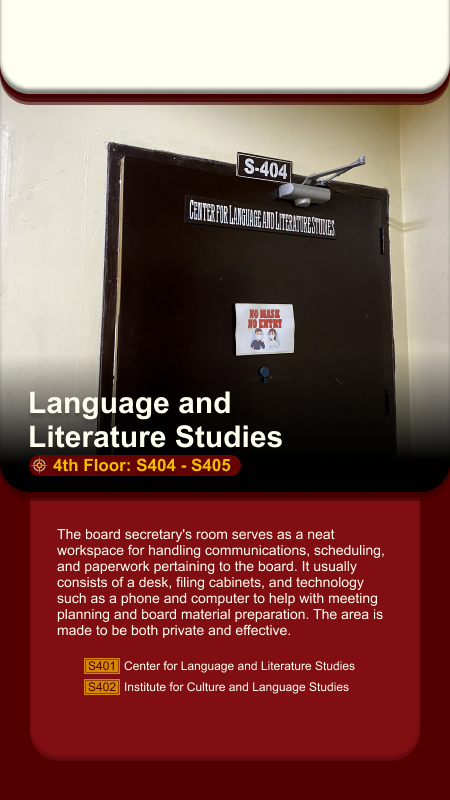 S-404
CENTER FOR LANGUAGE AND LITERATURE STUDIES
NO MASK
NO ENTRY
Language and
Literature Studies
4th Floor: S404 - S405
The board secretary's room serves as a neat
workspace for handling communications, scheduling,
and paperwork pertaining to the board. It usually
consists of a desk, filing cabinets, and technology
such as a phone and computer to help with meeting
planning and board material preparation. The area is
made to be both private and effective.
S401 Center for Language and Literature Studies
S402 Institute for Culture and Language Studies